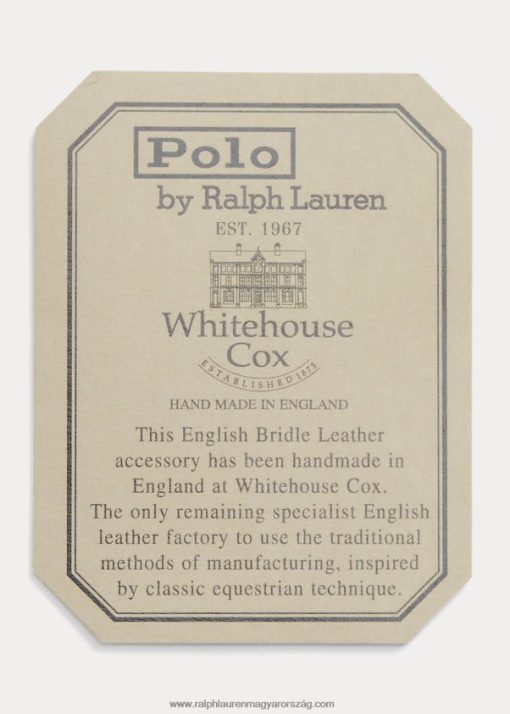 Polo
by Ralph Lauren
EST. 1967
Whitehouse
Cox
ESTABLISHED 1875
HAND MADE IN ENGLAND
This English Bridle Leather
accessory has been handmade in
England at Whitehouse Cox.
The only remaining specialist English
leather factory to use the traditional
methods of manufacturing, inspired
by classic equestrian technique.
www.ralphlaurenmagyarország.com